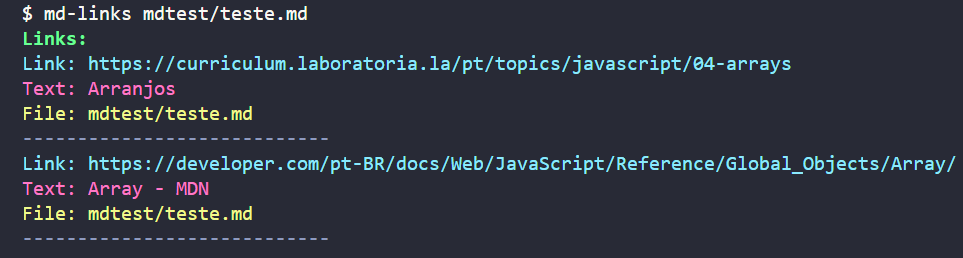 $ md-links mdtest/teste.md
Links:
Link: https://curriculum.laboratoria.la/pt/topics/javascript/04-arrays
Text: Arranjos
File: mdtest/teste.md
----------------------------
Link: https://developer.com/pt-BR/docs/Web/JavaScript/Reference/Global_Objects/Array/
Text: Array - MDN
File: mdtest/teste.md
----------------------------